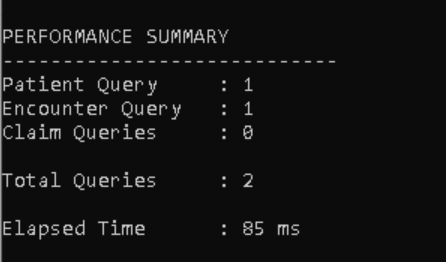 PERFORMANCE SUMMARY
----------------------------
Patient Query : 1
Encounter Query : 1
Claim Queries : 0
Total Queries : 2
Elapsed Time : 85 ms